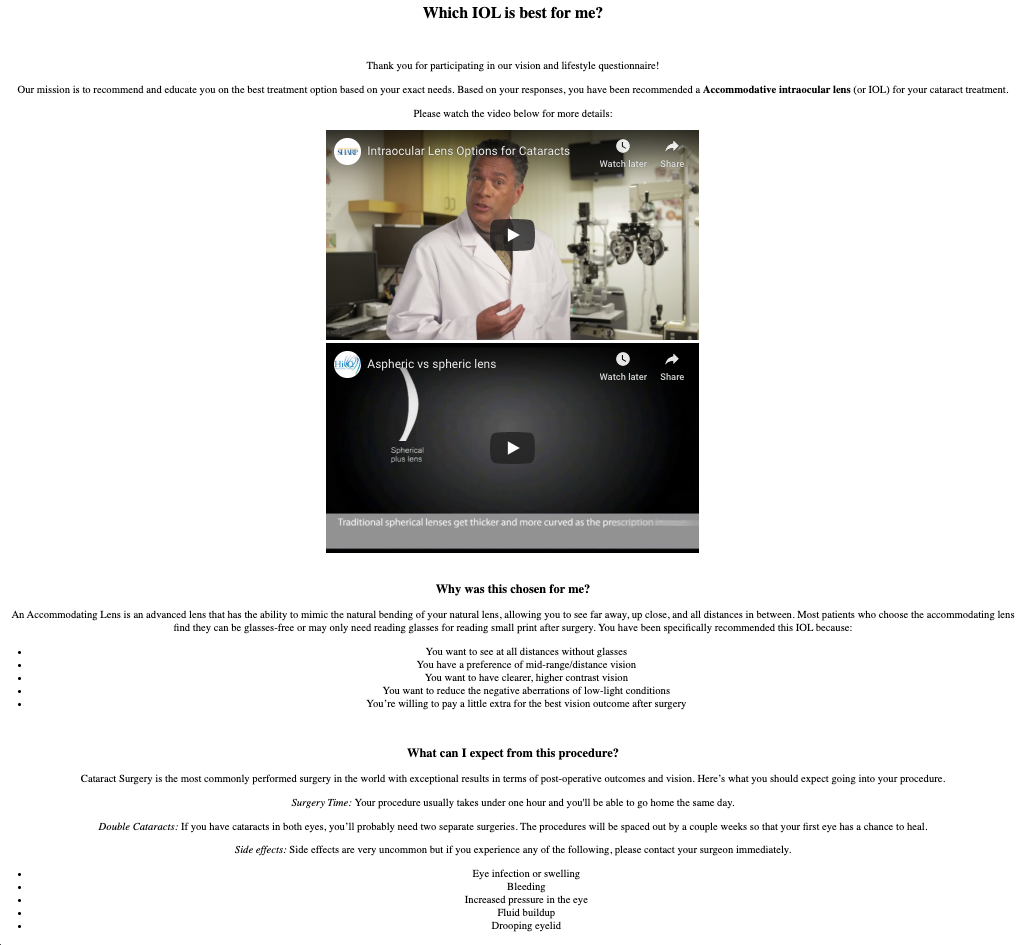 Which IOL is best for me?
Thank you for participating in our vision and lifestyle questionnaire!
Our mission is to recommend and educate you on the best treatment option based on your exact needs. Based on your responses, you have been recommended a Accommodative intraocular lens (or IOL) for your cataract treatment.
Please watch the video below for more details:
SHARP Intraocular Lens Options for Cataracts
Watch later Share
Aspheric vs spheric lens
Watch later Share
Spherical
plus lens
Traditional spherical lenses get thicker and more curved as the prescription
Why was this chosen for me?
An Accommodating Lens is an advanced lens that has the ability to mimic the natural bending of your natural lens, allowing you to see far away, up close, and all distances in between. Most patients who choose the accommodating lens
find they can be glasses-free or may only need reading glasses for reading small print after surgery. You have been specifically recommended this IOL because:
• You want to see at all distances without glasses
• You have a preference of mid-range/distance vision
• You want to have clearer, higher contrast vision
• You want to reduce the negative aberrations of low-light conditions
• You’re willing to pay a little extra for the best vision outcome after surgery
What can I expect from this procedure?
Cataract Surgery is the most commonly performed surgery in the world with exceptional results in terms of post-operative outcomes and vision. Here’s what you should expect going into your procedure.
Surgery Time: Your procedure usually takes under one hour and you'll be able to go home the same day.
Double Cataracts: If you have cataracts in both eyes, you’ll probably need two separate surgeries. The procedures will be spaced out by a couple weeks so that your first eye has a chance to heal.
Side effects: Side effects are very uncommon but if you experience any of the following, please contact your surgeon immediately.
• Eye infection or swelling
• Bleeding
• Increased pressure in the eye
• Fluid buildup
• Drooping eyelid